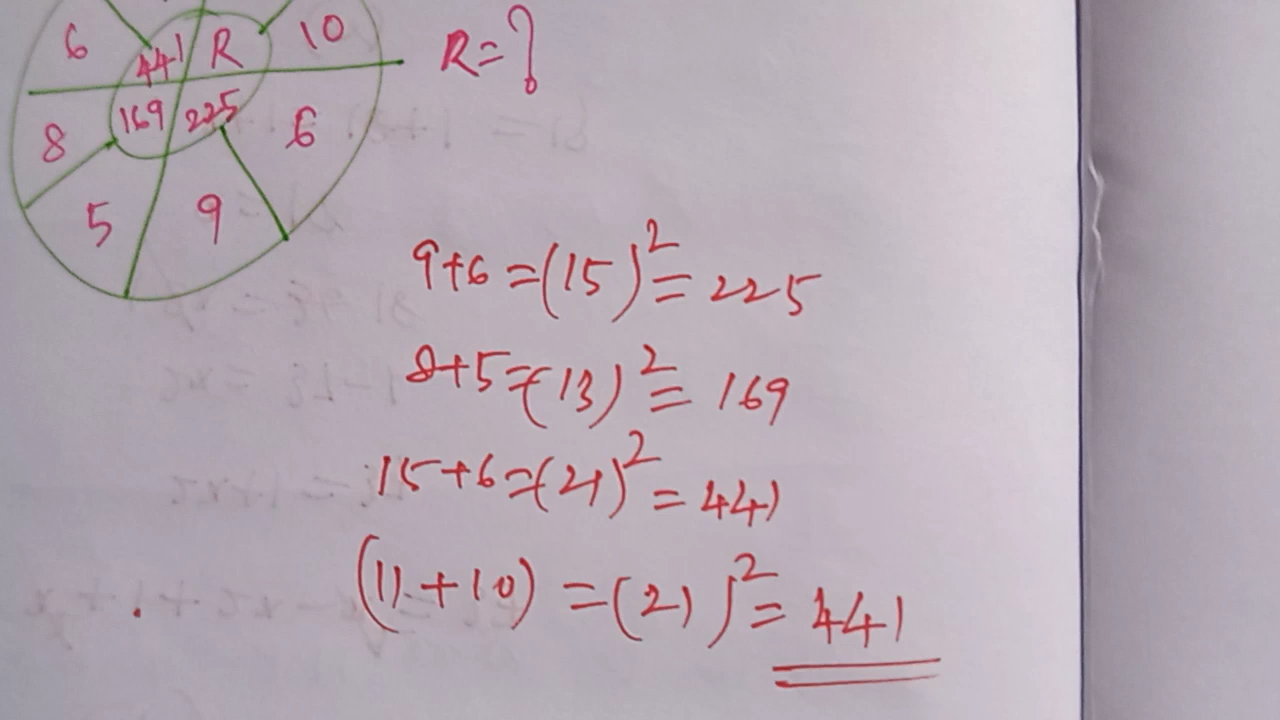 6 441 R 10 R=?
8 169 225 6
5 9
9+6=(15)²=225
8+5=(13)²=169
15+6=(21)²=441
(11+10)=(21)²=441